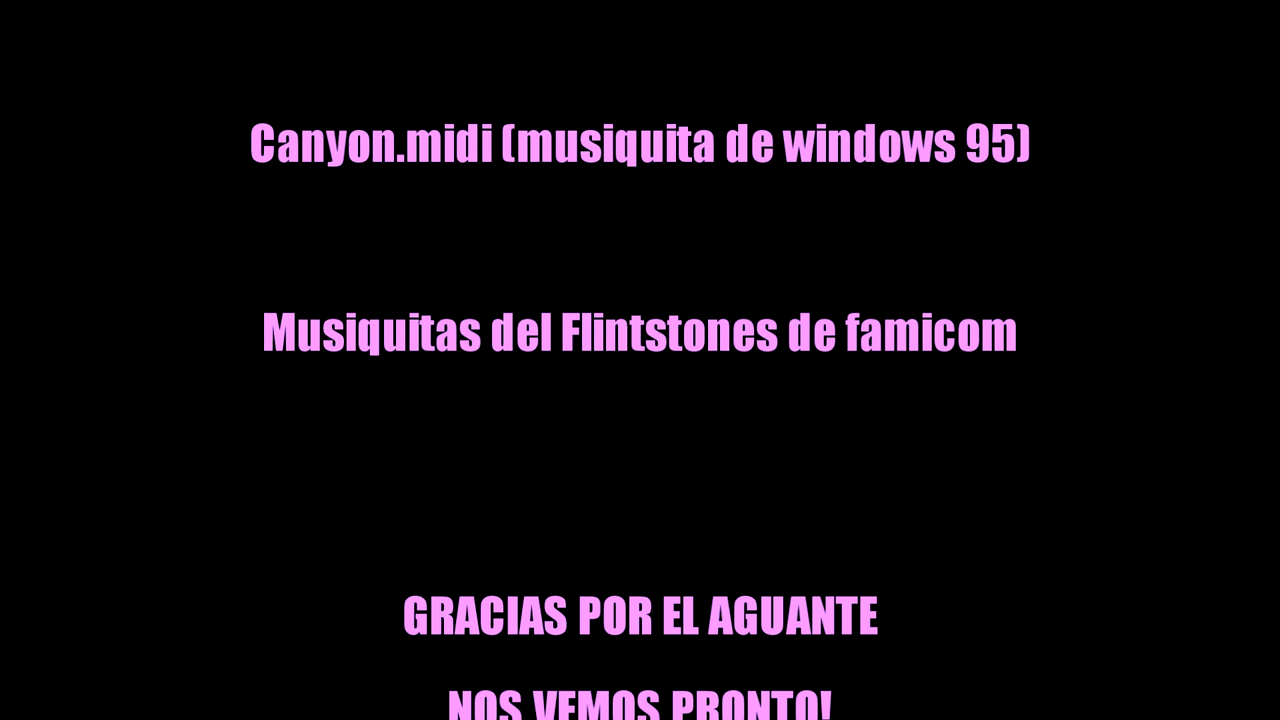 Canyon.midi (musiquita de windows 95)
Musiquitas del Flintstones de famicom
GRACIAS POR EL AGUANTE
NOS VEMOS PRONTO!